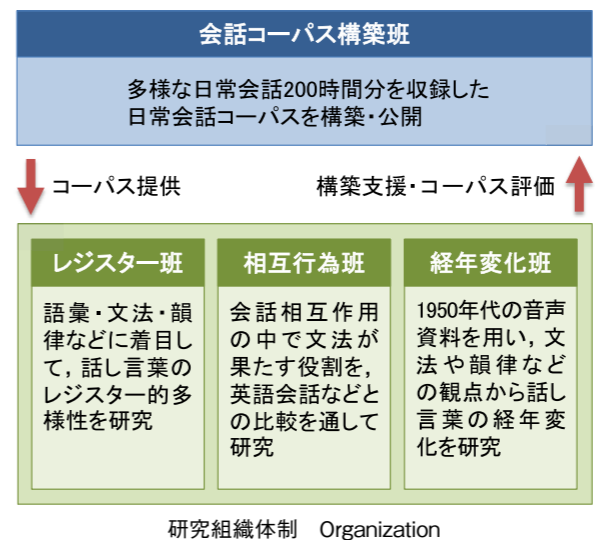 会話コーパス構築班
多様な日常会話200時間分を収録した
日常会話コーパスを構築・公開
コーパス提供
構築支援・コーパス評価
レジスター班
語彙・文法・韻
律などに着目し
て，話し言葉の
レジスター的多
様性を研究
相互行為班
会話相互作用
の中で文法が
果たす役割を，
英語会話などと
の比較を通して
研究
経年変化班
1950年代の音声
資料を用い，文
法や韻律など
の観点から話し
言葉の経年変
化を研究
研究組織体制　Organization